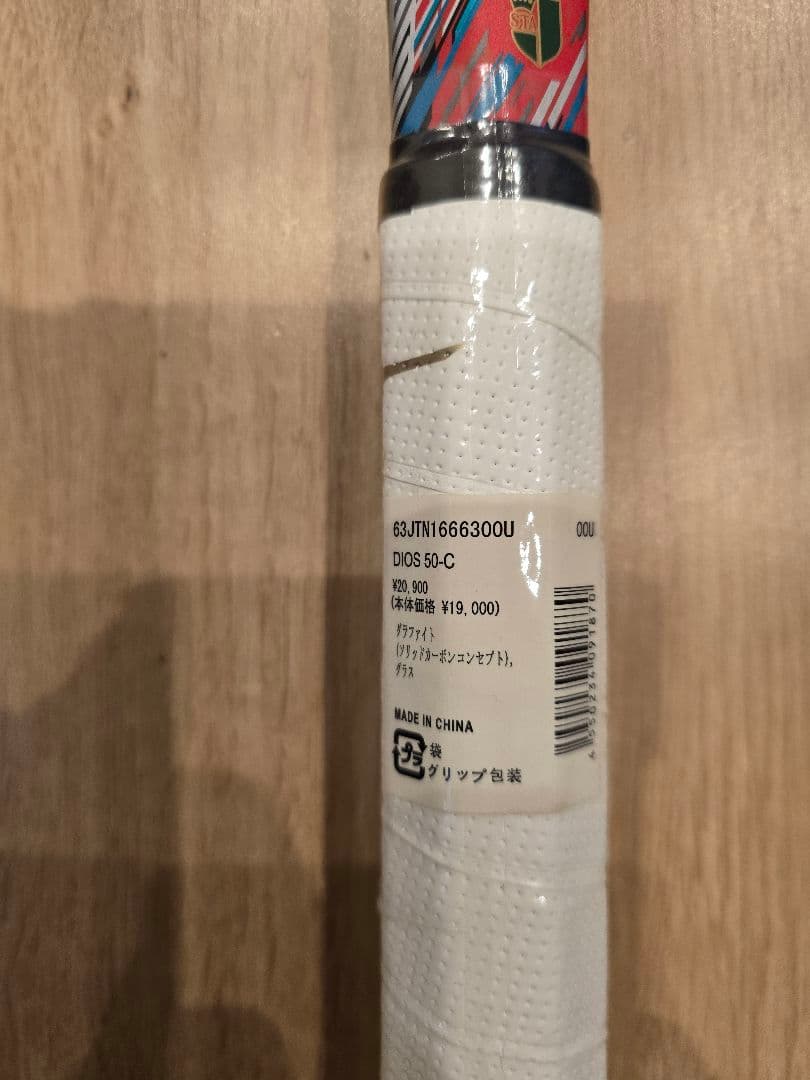 SJTA
63JTN1666300U 00U
DIOS 50-C
¥20,900
(本体価格 ¥19,000)
グラファイト
(ソリッドカーボンコンセプト),
グラス
MADE IN CHINA
プラ 袋
グリップ包装
4550234091870